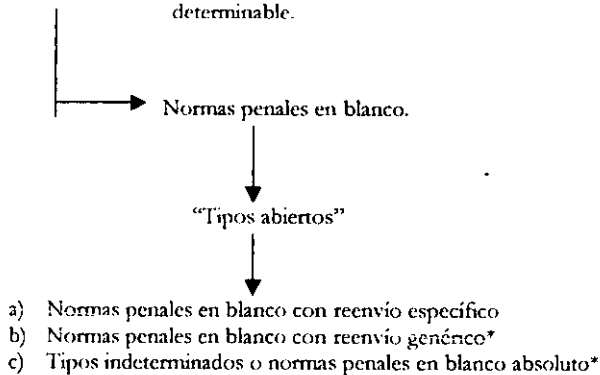 determinable.
Normas penales en blanco.
“Tipos abiertos”
a) Normas penales en blanco con reenvío específico
b) Normas penales en blanco con reenvío genérico*
c) Tipos indeterminados o normas penales en blanco absoluto*